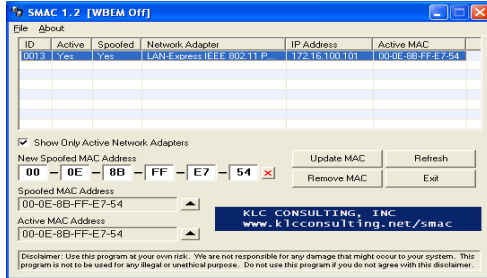 SMAC 1.2 [WBEM Off]
File About
ID Active Spoofed Network Adapter IP Address Active MAC
0013 Yes Yes LAN-Express IEEE 802.11 P... 172.16.100.101 00-0E-8B-FF-E7-54
Show Only Active Network Adapters
New Spoofed MAC Address
00 – 0E – 8B – FF – E7 – 54
Update MAC Refresh
Remove MAC Exit
Spoofed MAC Address
00-0E-8B-FF-E7-54
Active MAC Address
00-0E-8B-FF-E7-54
KLC CONSULTING, INC
www.klcconsulting.net/smac
Disclaimer: Use this program at your own risk. We are not responsible for any damage that might occur to your system. This
program is not to be used for any illegal or unethical purpose. Do not use this program if you do not agree with this disclaimer.